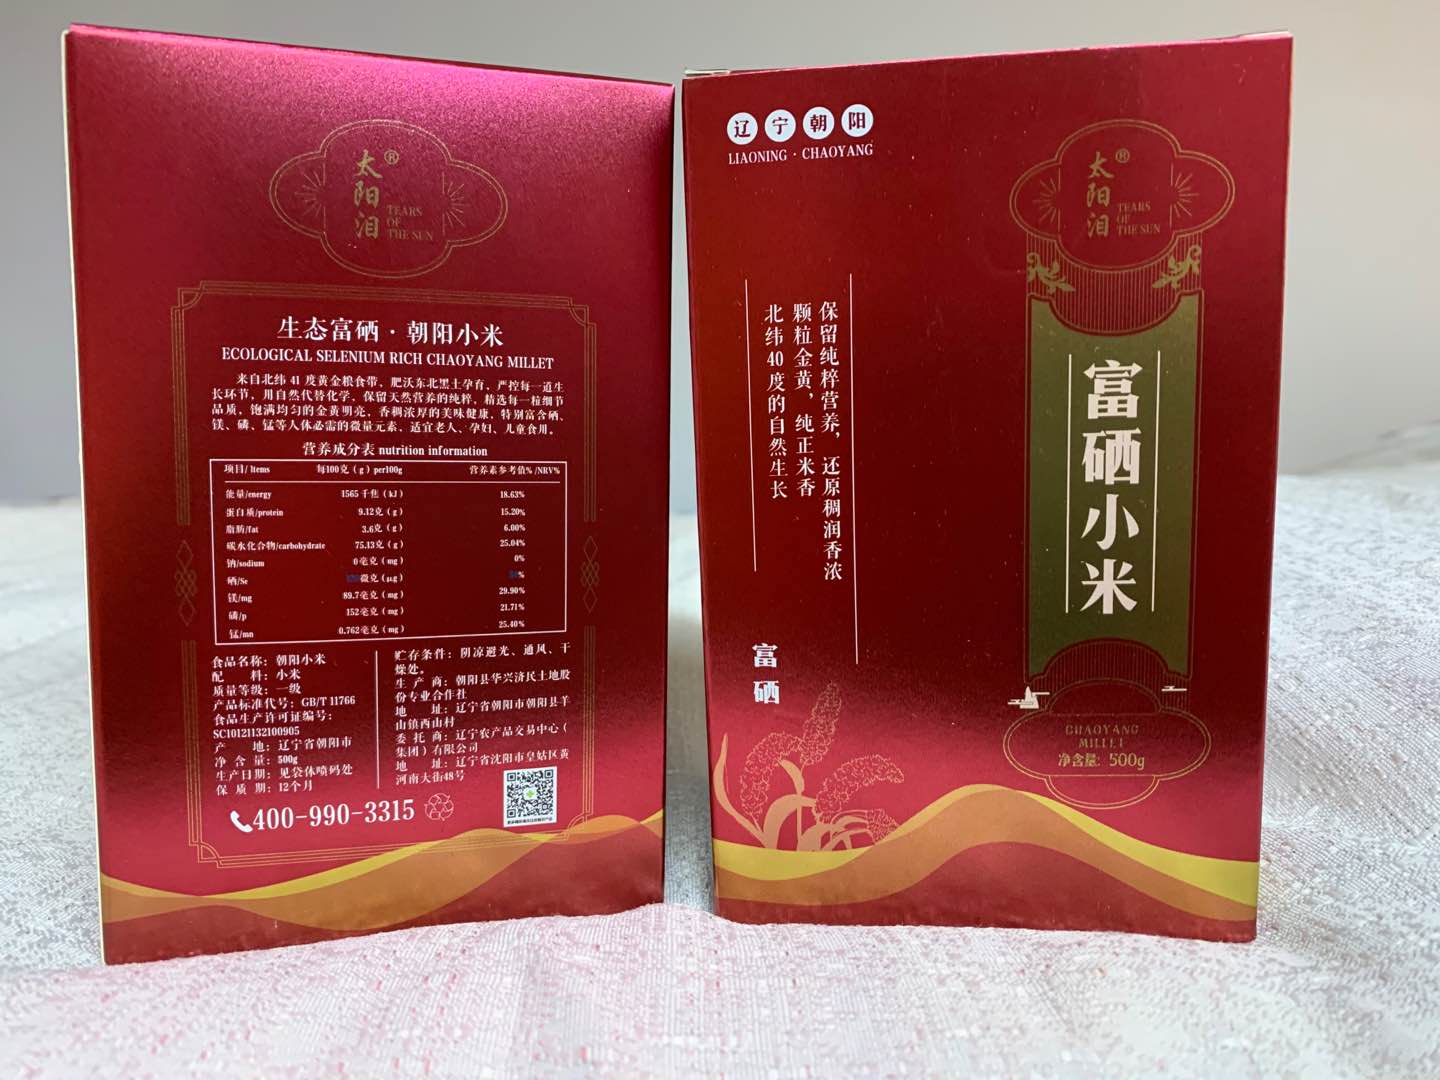 太阳泪®
TEARS
OF
THE SUN
生态富硒·朝阳小米
ECOLOGICAL SELENIUM RICH CHAOYANG MILLET
来自北纬41度黄金粮食带，肥沃东北黑土孕育，严控每一道生
长环节，用自然代替化学，保留天然营养的纯粹，精选每一粒细节
品质，饱满均匀的金黄明亮，香稠浓厚的美味健康，特别富含硒、
镁、磷、锰等人体必需的微量元素，适宜老人、孕妇、儿童食用。
营养成分表 nutrition information
项目/Items 每100克（g）per100g 营养素参考值%/NRV%
能量/energy 1565千焦（kJ） 18.63%
蛋白质/protein 9.12克（g） 15.20%
脂肪/fat 3.6克（g） 6.00%
碳水化合物/carbohydrate 75.13克（g） 25.04%
钠/sodium 0毫克（mg） 0%
硒/Se 微克（μg） %
镁/mg 89.7毫克（mg） 29.90%
磷/p 152毫克（mg） 21.71%
锰/mn 0.762毫克（mg） 25.40%
食品名称：朝阳小米
配 料：小米
质量等级：一级
产品标准代号：GB/T 11766
食品生产许可证编号：
SC10121132100905
产 地：辽宁省朝阳市
净 含 量：500g
生产日期：见袋体喷码处
保 质 期：12个月
贮存条件：阴凉避光、通风、干
燥处。
生 产 商：朝阳县华兴济民土地股
份专业合作社
地 址：辽宁省朝阳市朝阳县羊
山镇西山村
委 托 商：辽宁农产品交易中心（
集团）有限公司
地 址：辽宁省沈阳市皇姑区黄
河南大街48号
400-990-3315
辽宁朝阳
LIAONING · CHAOYANG
太阳泪®
TEARS
OF
THE SUN
保留纯粹营养，还原稠润香浓
颗粒金黄，纯正米香
北纬40度的自然生长
富硒
富硒小米
CHAOYANG
MILLET
净含量：500g